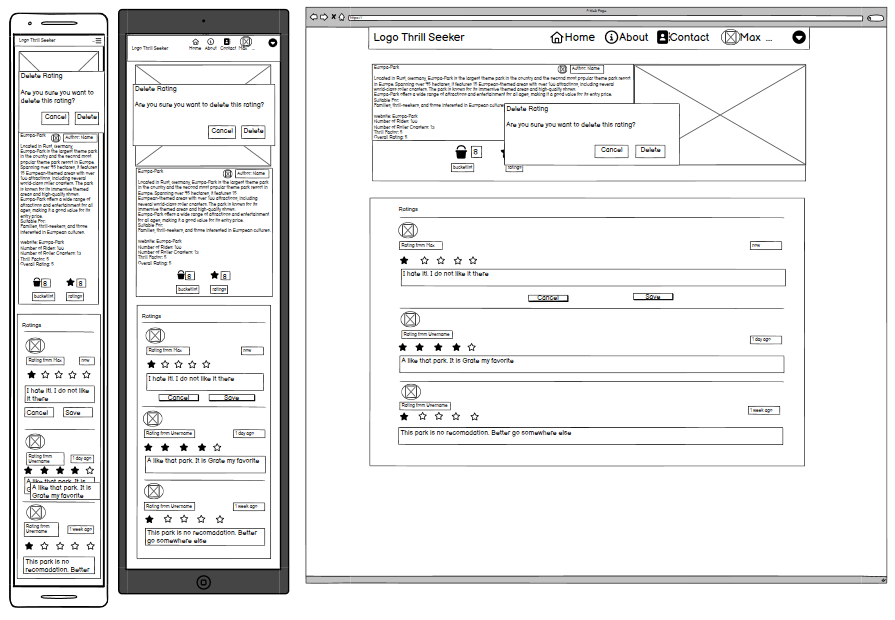 Logo Thrill Seeker
Delete Rating
Are you sure you want to
delete this rating?
Cancel Delete
Europa-Park
Author: Name
Located in Rust, Germany,
Europa-Park is the largest theme park
in the country and the second most
popular theme park in Europe.
Spanning over 95 hectares, it features
15 European-themed areas with over
100 attractions, including several
world-class roller coasters. The park
is known for its immersive themed
areas and high-quality shows.
Europa-Park offers a wide range of
attractions and entertainment for all
ages, making it a good value for its
entry price.
Suitable For:
Families, thrill-seekers, and those
interested in European cultures.
website: Europa-Park
Number of Rides: 100
Number of Roller Coasters: 13
Thrill Factor: 5
Overall Rating: 5
8 8
bucketlist ratings
Ratings
Rating from Max now
I hate it!. I do not like
it there
Cancel Save
Rating from
Username
1 day ago
A like that park. It is
Grate my favorite
Rating from
Username
1 week ago
This park is no
recomadation. Better
Logo Thrill Seeker
Home About Contact Max ...
Delete Rating
Are you sure you want to delete this rating?
Cancel Delete
Europa-Park
Author: Name
Located in Rust, Germany,
Europa-Park is the largest theme park in the
country and the second most popular theme park in
Europe. Spanning over 95 hectares, it features 15
European-themed areas with over 100 attractions, including
several world-class roller coasters. The park is known for its
immersive themed areas and high-quality shows.
Europa-Park offers a wide range of attractions and entertainment
for all ages, making it a good value for its entry price.
Suitable For:
Families, thrill-seekers, and those interested in European cultures.
website: Europa-Park
Number of Rides: 100
Number of Roller Coasters: 13
Thrill Factor: 5
Overall Rating: 5
8 8
bucketlist ratings
Ratings
Rating from Max now
I hate it!. I do not like it there
Cancel Save
Rating from Username 1 day ago
A like that park. It is Grate my favorite
Rating from Username 1 week ago
This park is no recomadation. Better
go somewhere else
A Web Page
https://
Logo Thrill Seeker
Home About Contact Max ...
Europa-Park
Author: Name
Located in Rust, Germany, Europa-Park is the largest theme park in the country and the second most popular theme park in
Europe. Spanning over 95 hectares, it features 15 European-themed areas with over 100 attractions, including several
world-class roller coasters. The park is known for its immersive themed areas and high-quality shows.
Europa-Park offers a wide range of attractions and entertainment for all ages, making it a good value for its entry price.
Suitable For:
Families, thrill-seekers, and those interested in European cultures
website: Europa-Park
Number of Rides: 100
Number of Roller Coasters: 13
Thrill Factor: 5
Overall Rating: 5
Delete Rating
Are you sure you want to delete this rating?
Cancel Delete
8
bucketlist ratings
Ratings
Rating from Max now
I hate it!. I do not like it there
Cancel Save
Rating from Username 1 day ago
A like that park. It is Grate my favorite
Rating from Username 1 week ago
This park is no recomadation. Better go somewhere else